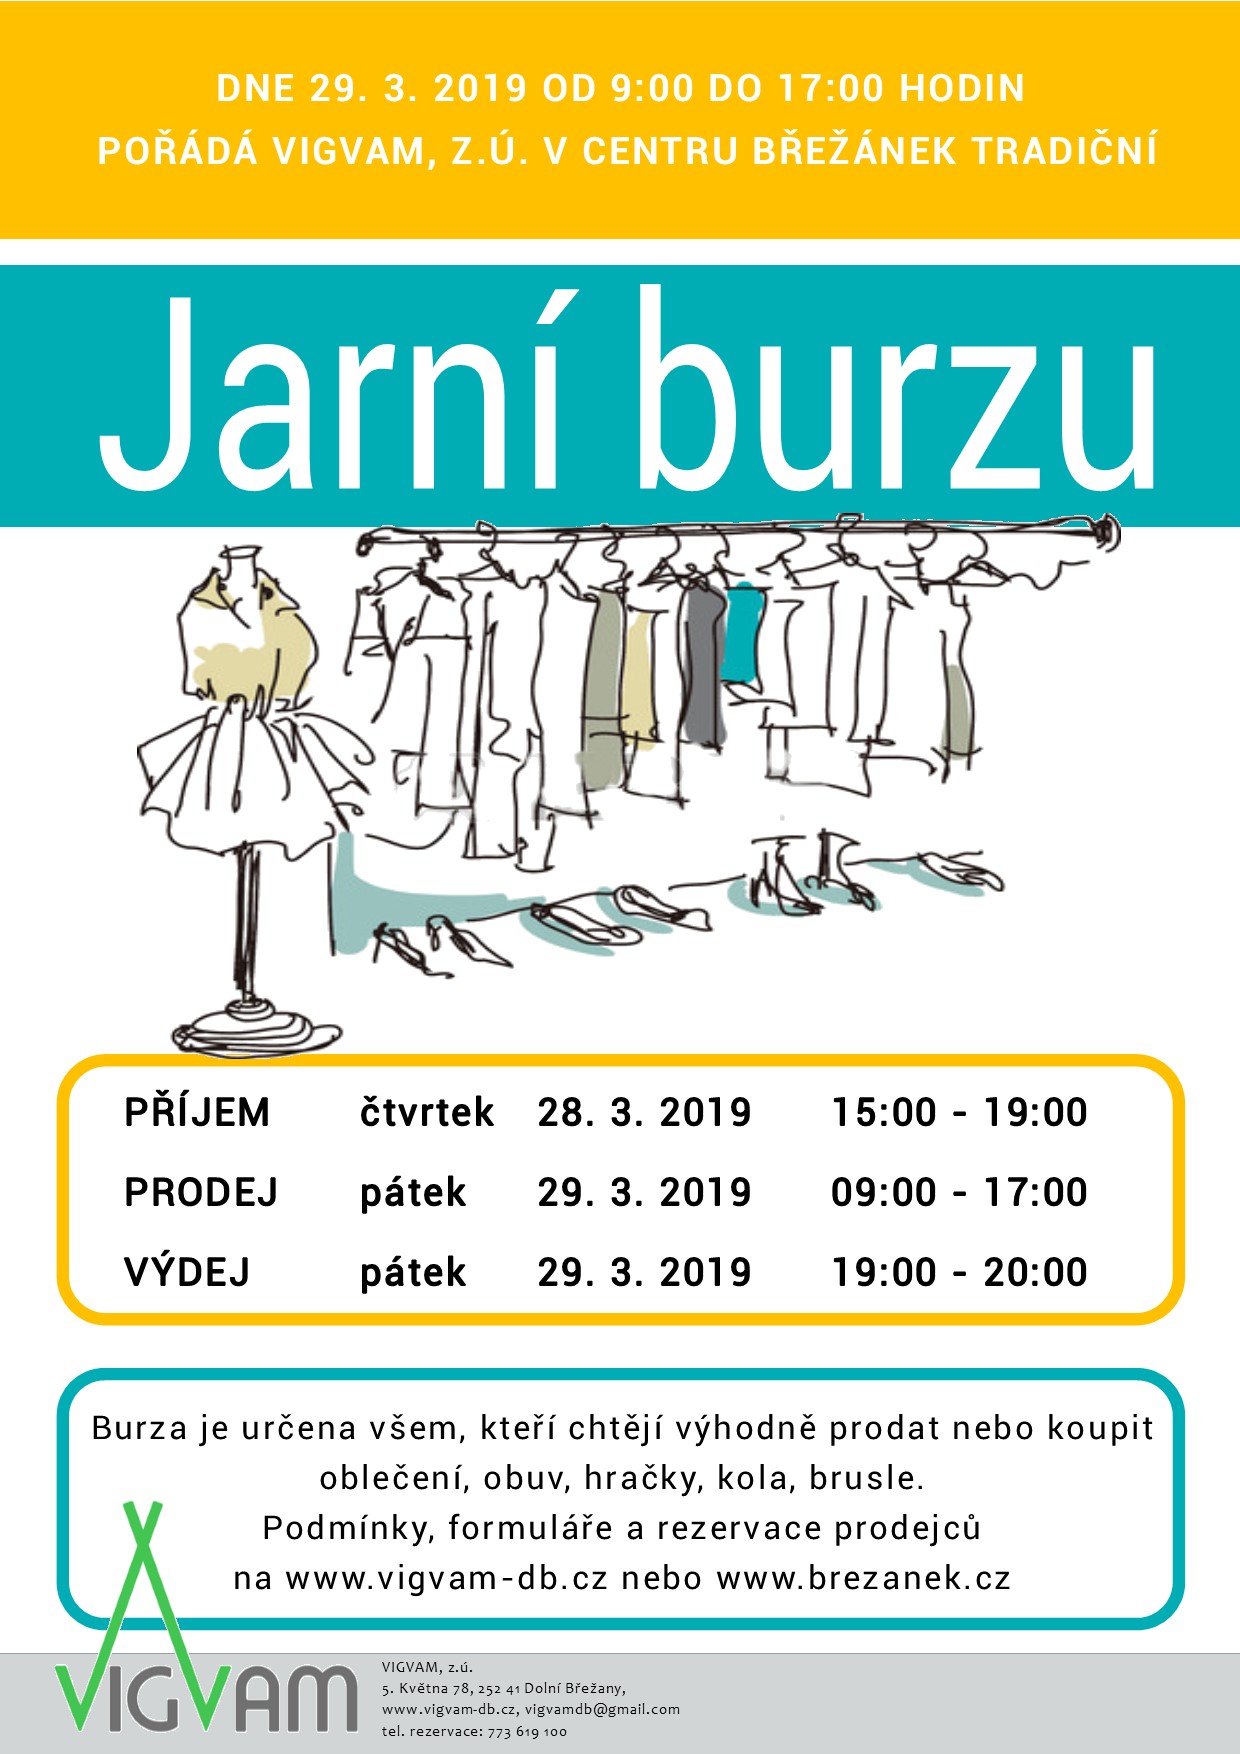 DNE 29. 3. 2019 OD 9:00 DO 17:00 HODIN
POŘÁDÁ VIGVAM, Z.Ú. V CENTRU BŘEŽÁNEK TRADIČNÍ
Jarní burzu
PŘÍJEM čtvrtek 28. 3. 2019 15:00 - 19:00
PRODEJ pátek 29. 3. 2019 09:00 - 17:00
VÝDEJ pátek 29. 3. 2019 19:00 - 20:00
Burza je určena všem, kteří chtějí výhodně prodat nebo koupit
oblečení, obuv, hračky, kola, brusle.
Podmínky, formuláře a rezervace prodejců
na www.vigvam-db.cz nebo www.brezanek.cz
VIGVAM
VIGVAM, z.ú.
5. Května 78, 252 41 Dolní Břežany,
www.vigvam-db.cz, vigvamdb@gmail.com
tel. rezervace: 773 619 100